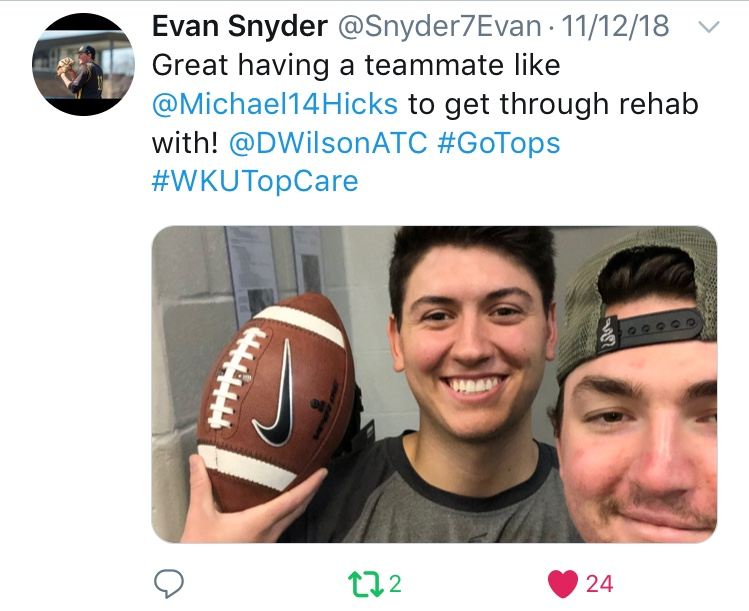 Evan Snyder @Snyder7Evan · 11/12/18
Great having a teammate like
@Michael14Hicks to get through rehab
with! @DWilsonATC #GoTops
#WKUTopCare
2
24